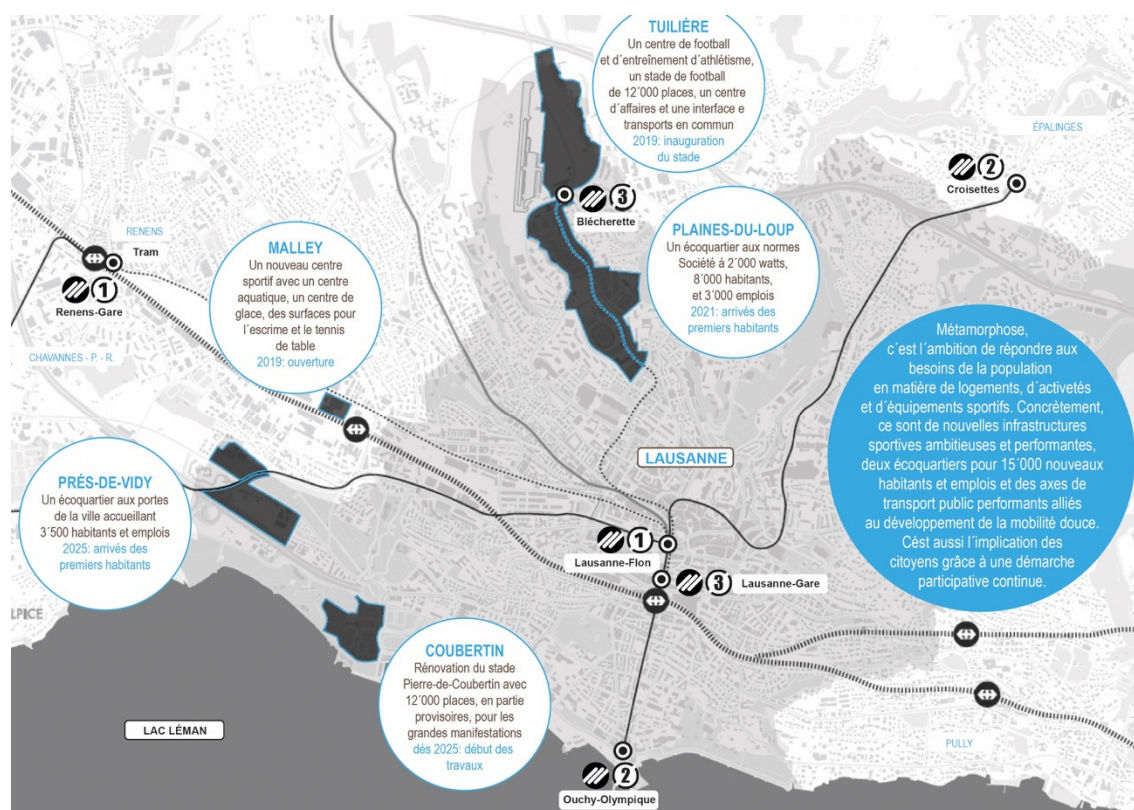 TUILIÈRE
Un centre de football
et d´entraînement d´athlétisme,
un stade de football
de 12´000 places, un centre
d´affaires et une interface e
transports en commun
2019: inauguration
du stade
ÉPALINGES
2
Croisettes
3
Blécherette
PLAINES-DU-LOUP
Un écoquartier aux normes
Société á 2´000 watts,
8´000 habitants,
et 3´000 emplois
2021: arrivés des
premiers habitants
RENENS
Tram
1
Renens-Gare
MALLEY
Un nouveau centre
sportif avec un centre
aquatique, un centre de
glace, des surfaces pour
l´escrime et le tennis
de table
2019: ouverture
CHAVANNES - P. - R.
Métamorphose,
c´est l´ambition de répondre aux
besoins de la population
en matière de logements, d´activetés
et d´équipements sportifs. Concrètement,
ce sont de nouvelles infrastructures
sportives ambitieuses et performantes,
deux écoquartiers pour 15´000 nouveaux
habitants et emplois et des axes de
transport public performants alliés
au développement de la mobilité douce.
Cèst aussi l´implication des
citoyens grâce à une démarche
participative continue.
LAUSANNE
PRÉS-DE-VIDY
Un écoquartier aux portes
de la ville accueillant
3´500 habitants et emplois
2025: arrivés des
premiers habitants
1
Lausanne-Flon
3
Lausanne-Gare
LPICE
COUBERTIN
Rénovation du stade
Pierre-de-Coubertin avec
12´000 places, en partie
provisoires, pour les
grandes manifestations
dés 2025: début des
travaux
LAC LÉMAN
PULLY
2
Ouchy-Olympique